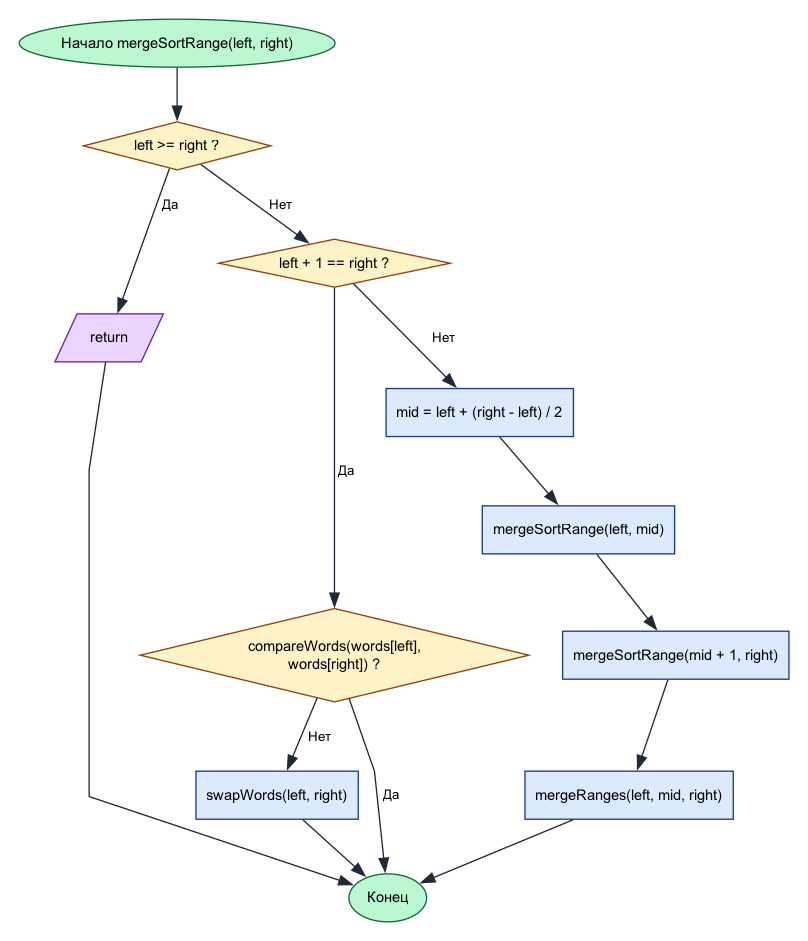 Начало mergeSortRange(left, right)
left >= right ?
Да
Нет
left + 1 == right ?
return
Нет
mid = left + (right - left) / 2
Да
mergeSortRange(left, mid)
compareWords(words[left],
words[right]) ?
mergeSortRange(mid + 1, right)
Нет
swapWords(left, right)
Да
mergeRanges(left, mid, right)
Конец